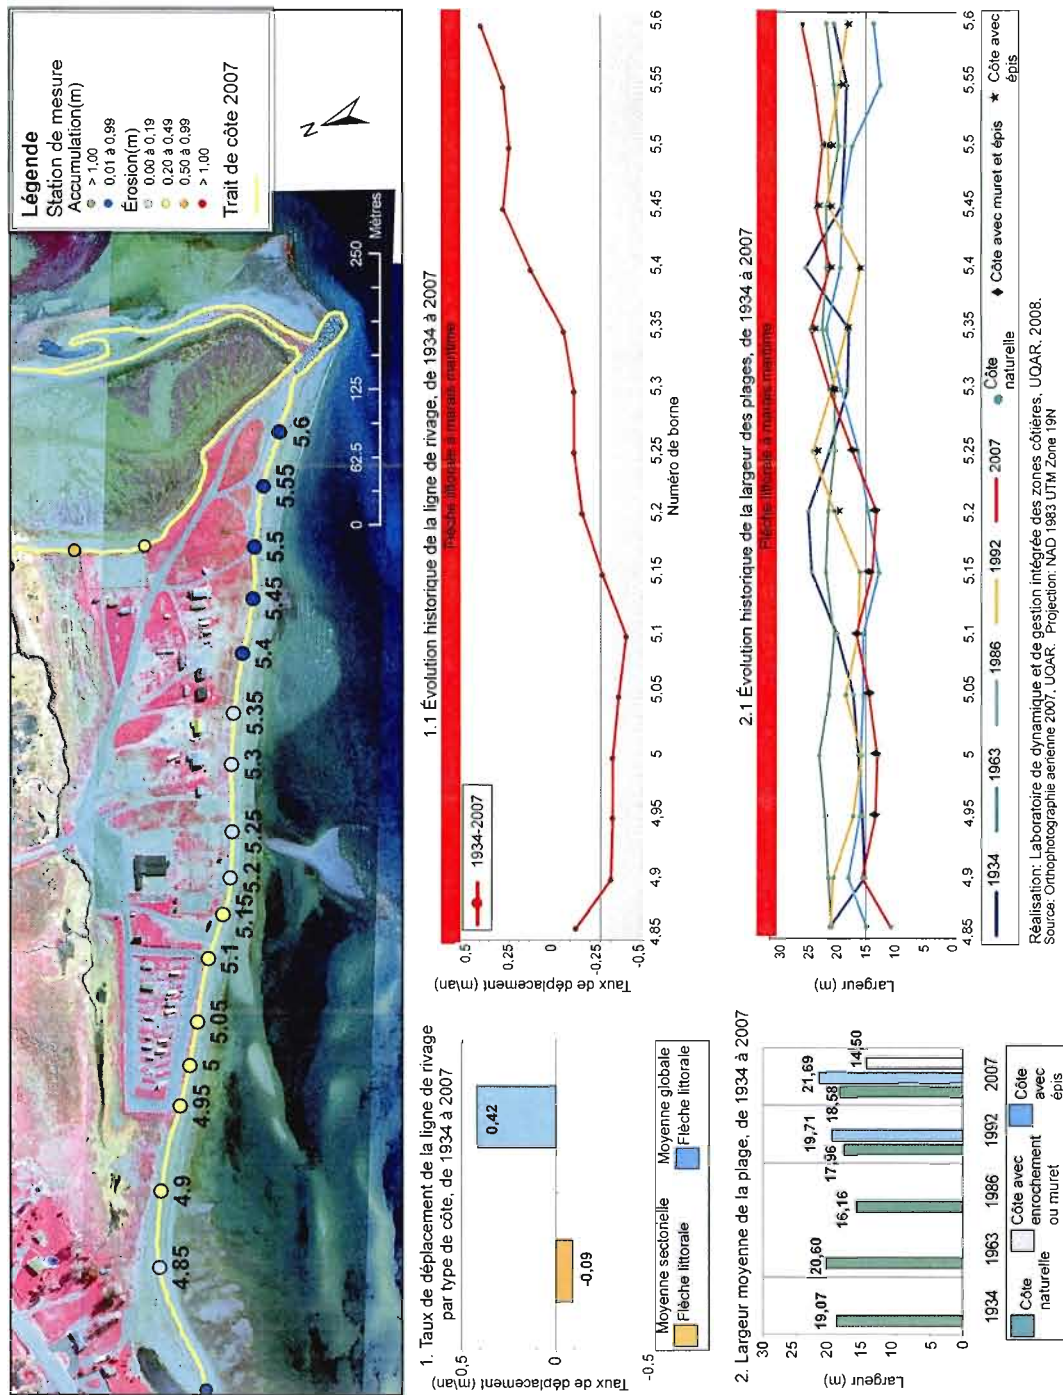 Légende
Station de mesure
Accumulation(m)
> 1,00
0,01 à 0,99
Érosion(m)
0,00 à 0,19
0,20 à 0,49
0,50 à 0,99
> 1,00
Trait de côte 2007
N
0 62.5 125 250
Mètres
4.85
4.9
4.95
5
5.05
5.1
5.15
5.2
5.25
5.3
5.35
5.4
5.45
5.5
5.55
5.6
1. Taux de déplacement de la ligne de rivage
par type de côte, de 1934 à 2007
Taux de déplacement (m\an)
0,5
0
-0,5
0,42
-0,09
Moyenne sectorielle
Flèche littorale
Moyenne globale
Flèche littorale
1.1 Évolution historique de la ligne de rivage, de 1934 à 2007
Flèche littorale à marais maritime
1934-2007
Taux de déplacement (m\an)
0,5
0,25
0
-0,25
-0,5
4,85 4,9 4,95 5 5,05 5,1 5,15 5,2 5,25 5,3 5,35 5,4 5,45 5,5 5,55 5,6
Numéro de borne
2. Largeur moyenne de la plage, de 1934 à 2007
Largeur (m)
30
25
20
15
10
5
0
19,07
20,60
16,16
17,96
19,71
18,58
21,69
14,50
1934 1963 1986 1992 2007
Côte naturelle
Côte avec enrochement ou muret
Côte avec épis
2.1 Évolution historique de la largeur des plages, de 1934 à 2007
Flèche littorale à marais maritime
Largeur (m)
30
25
20
15
10
5
0
4,85 4,9 4,95 5 5,05 5,1 5,15 5,2 5,25 5,3 5,35 5,4 5,45 5,5 5,55 5,6
1934 1963 1986 1992 2007
Côte naturelle
Côte avec muret et épis
Côte avec épis
Réalisation: Laboratoire de dynamique et de gestion intégrée des zones côtières, UQAR, 2008.
Source: Orthophotographie aerienne 2007, UQAR. Projection: NAD 1983 UTM Zone 19N